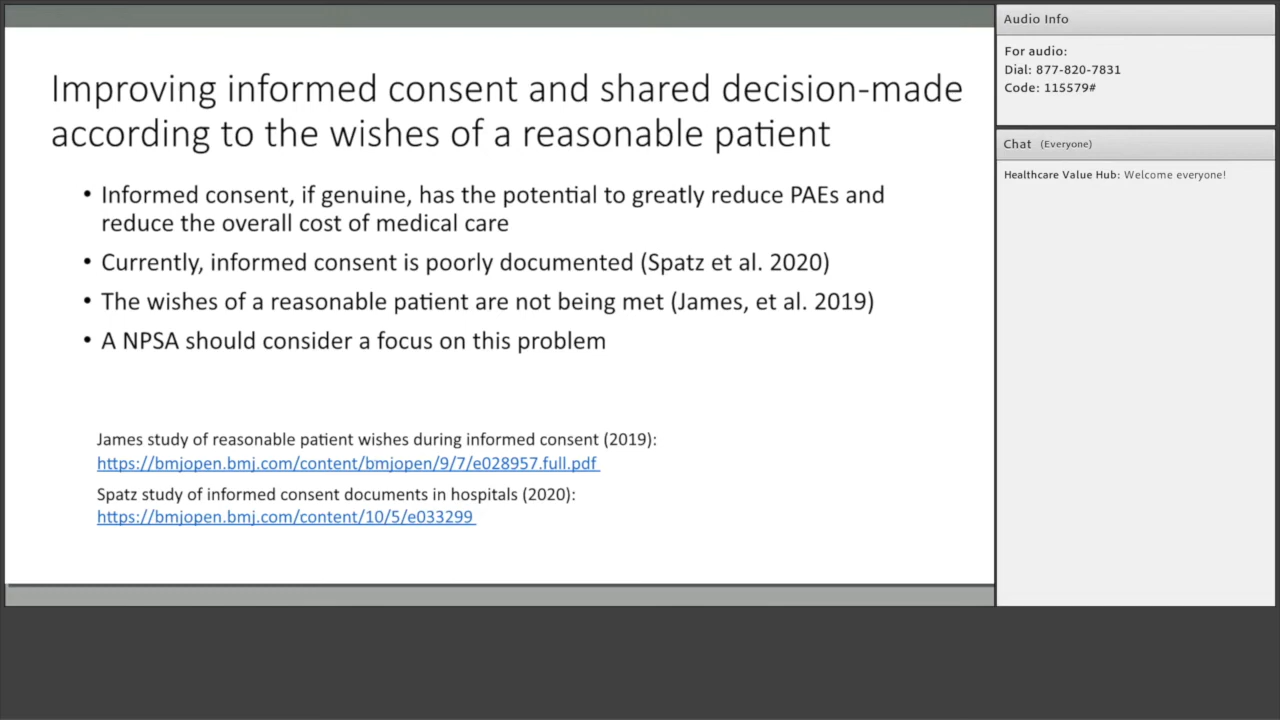 Improving informed consent and shared decision-made
according to the wishes of a reasonable patient
• Informed consent, if genuine, has the potential to greatly reduce PAEs and
reduce the overall cost of medical care
• Currently, informed consent is poorly documented (Spatz et al. 2020)
• The wishes of a reasonable patient are not being met (James, et al. 2019)
• A NPSA should consider a focus on this problem
James study of reasonable patient wishes during informed consent (2019):
https://bmjopen.bmj.com/content/bmjopen/9/7/e028957.full.pdf
Spatz study of informed consent documents in hospitals (2020):
https://bmjopen.bmj.com/content/10/5/e033299
Audio Info
For audio:
Dial: 877-820-7831
Code: 115579#
Chat (Everyone)
Healthcare Value Hub: Welcome everyone!